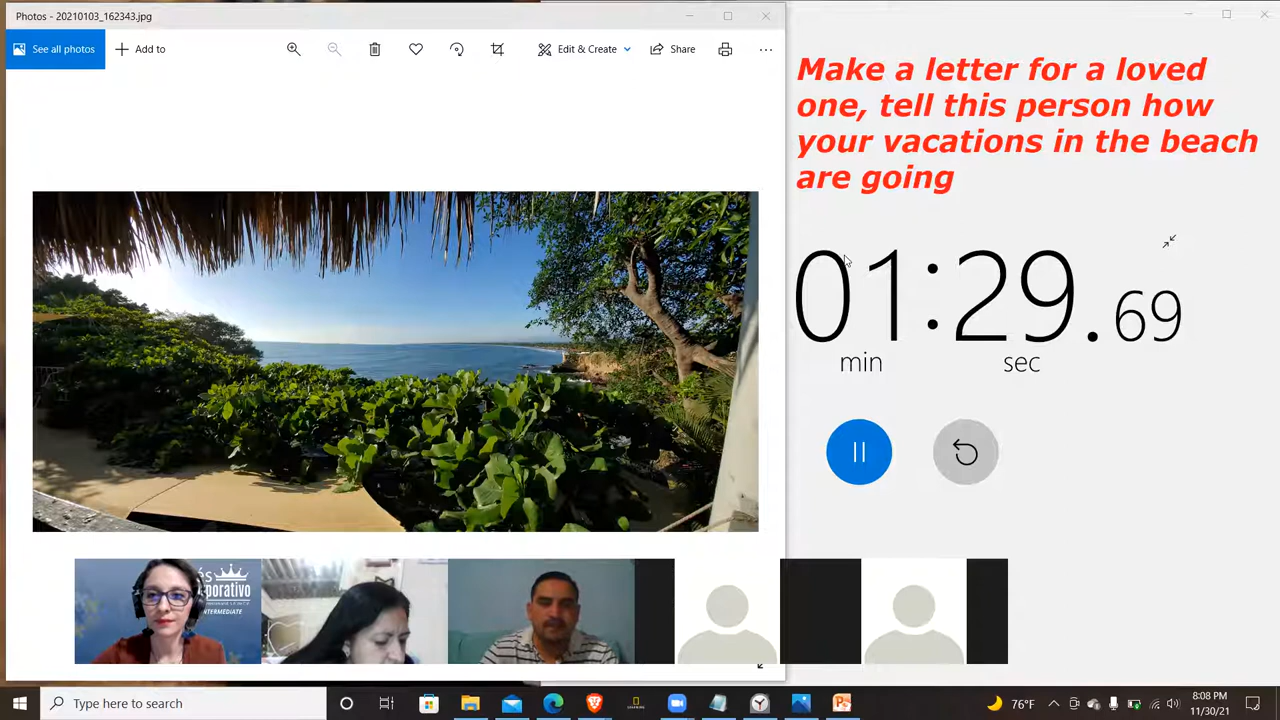 Photos - 20210103_162343.jpg
See all photos
Add to
Edit & Create
Share
Make a letter for a loved
one, tell this person how
your vacations in the beach
are going
01:29.69
min
sec
INTERMEDIATE
Type here to search
76°F
8:08 PM
11/30/21